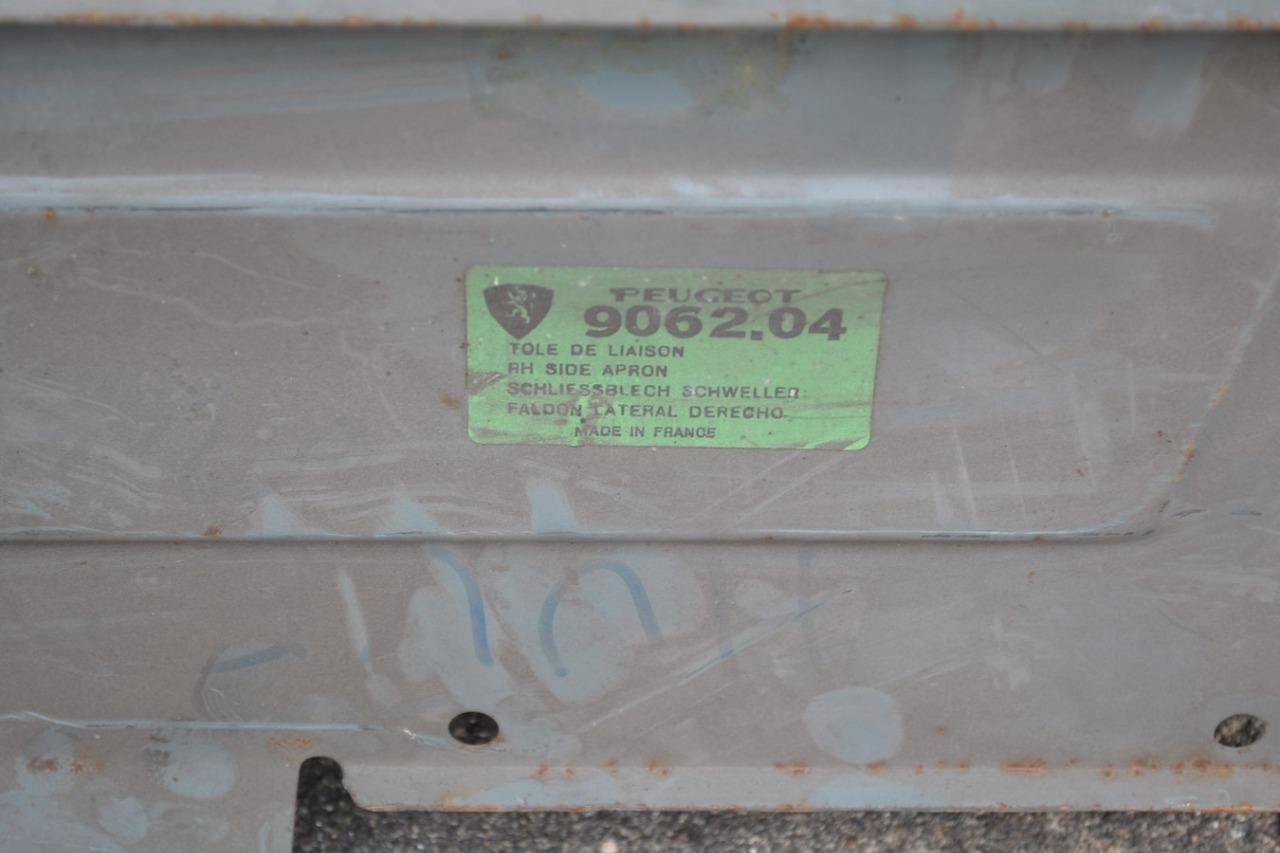 PEUGEOT
9062.04
TOLE DE LIAISON
RH SIDE APRON
SCHLIESSBLECH SCHWELLER
FALDON LATERAL DERECHO
MADE IN FRANCE